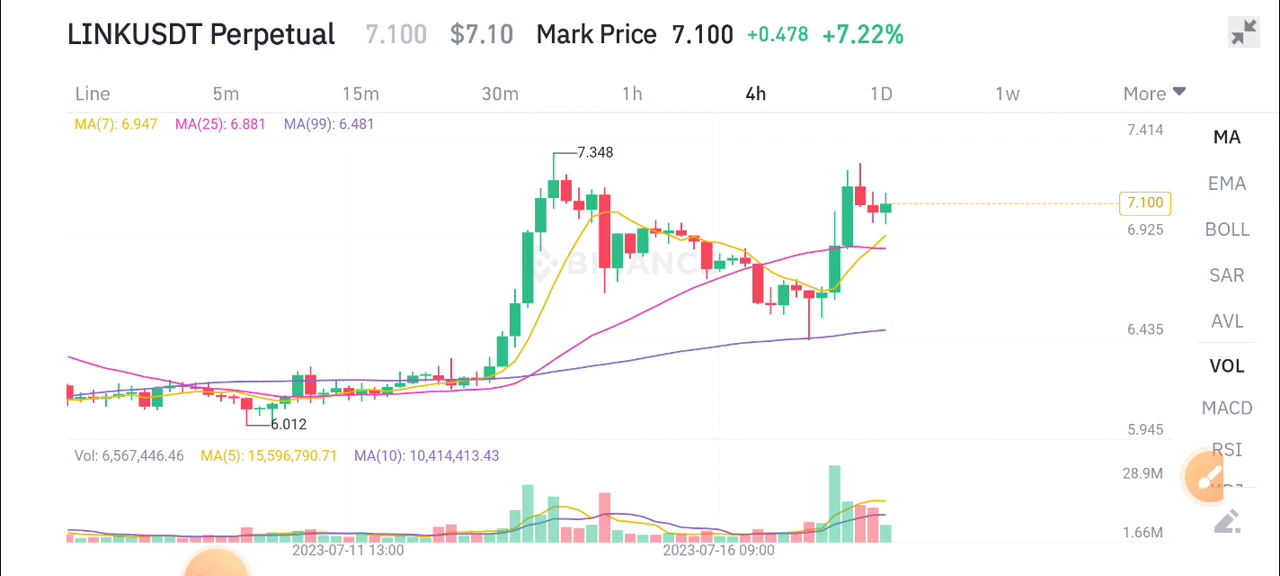 LINKUSDT Perpetual 7.100 $7.10 Mark Price 7.100 +0.478 +7.22%
Line 5m 15m 30m 1h 4h 1D 1w More
MA(7): 6.947 MA(25): 6.881 MA(99): 6.481
7.414
MA
7.348
EMA
7.100
6.925
BOLL
BINANCE
SAR
AVL
6.435
VOL
MACD
6.012
5.945
RSI
Vol: 6,567,446.46 MA(5): 15,596,790.71 MA(10): 10,414,413.43
28.9M
1.66M
2023-07-11 13:00 2023-07-16 09:00